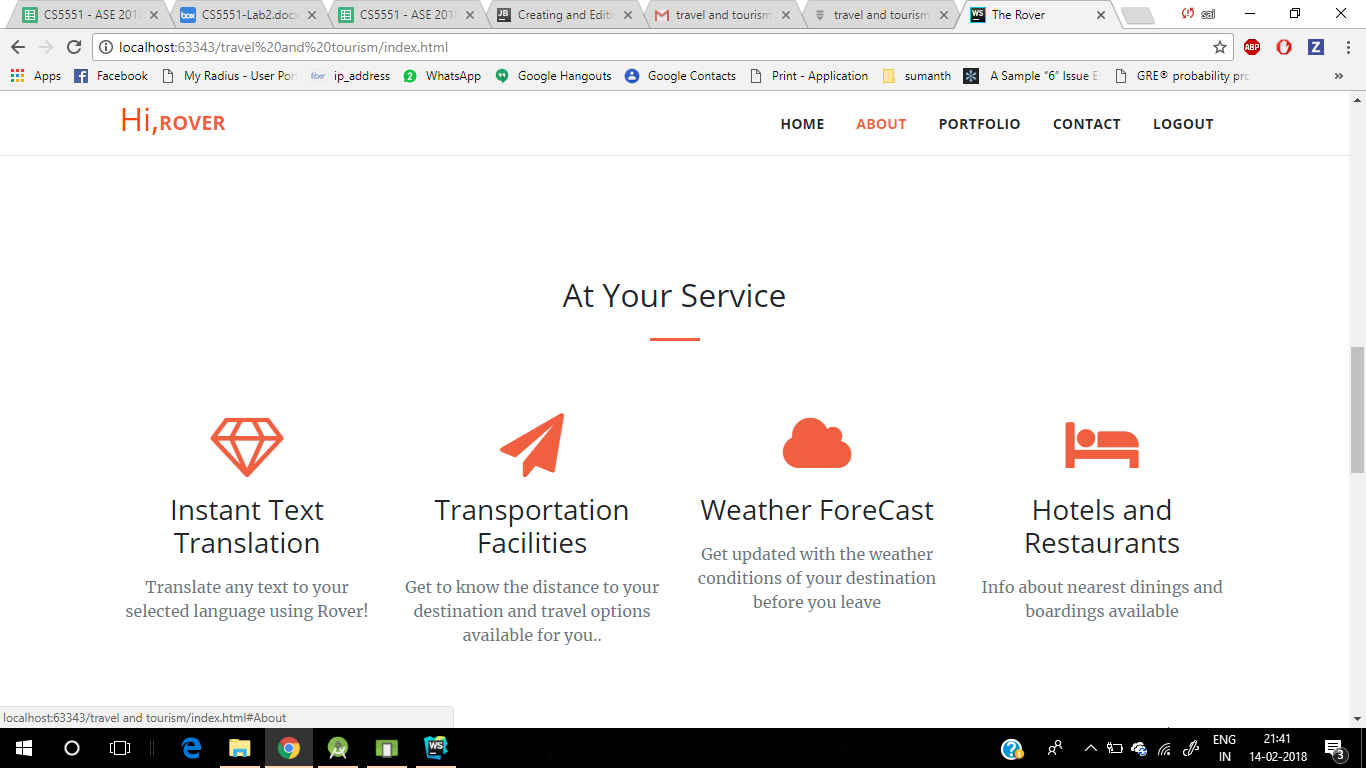 CS5551 - ASE 201
CS5551-Lab2.docx
CS5551 - ASE 201
Creating and Editi
travel and tourism
travel and tourism
The Rover
saf
localhost:63343/travel%20and%20tourism/index.html
Apps Facebook My Radius - User Por ip_address WhatsApp Google Hangouts Google Contacts Print - Application sumanth A Sample “6” Issue E GRE® probability pro »
Hi,ROVER
HOME ABOUT PORTFOLIO CONTACT LOGOUT
At Your Service
Instant Text
Translation
Translate any text to your
selected language using Rover!
Transportation
Facilities
Get to know the distance to your
destination and travel options
available for you..
Weather ForeCast
Get updated with the weather
conditions of your destination
before you leave
Hotels and
Restaurants
Info about nearest dinings and
boardings available
localhost:63343/travel and tourism/index.html#About
ENG
IN
21:41
14-02-2018
3